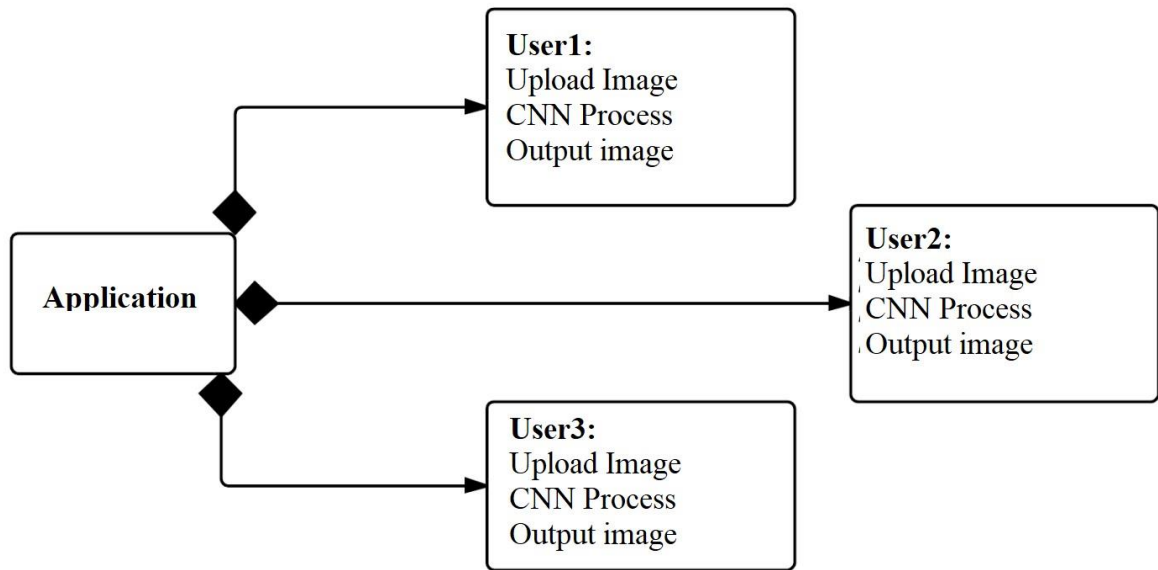 User1:
Upload Image
CNN Process
Output image
User2:
Upload Image
CNN Process
Output image
Application
User3:
Upload Image
CNN Process
Output image